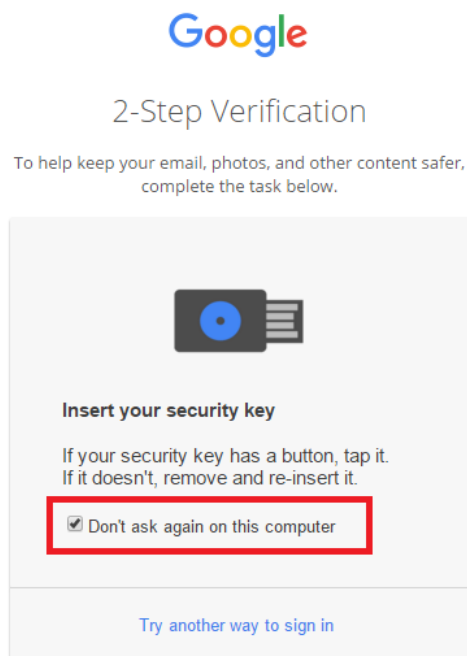 Google
2-Step Verification
To help keep your email, photos, and other content safer,
complete the task below.
Insert your security key
If your security key has a button, tap it.
If it doesn't, remove and re-insert it.
Don't ask again on this computer
Try another way to sign in